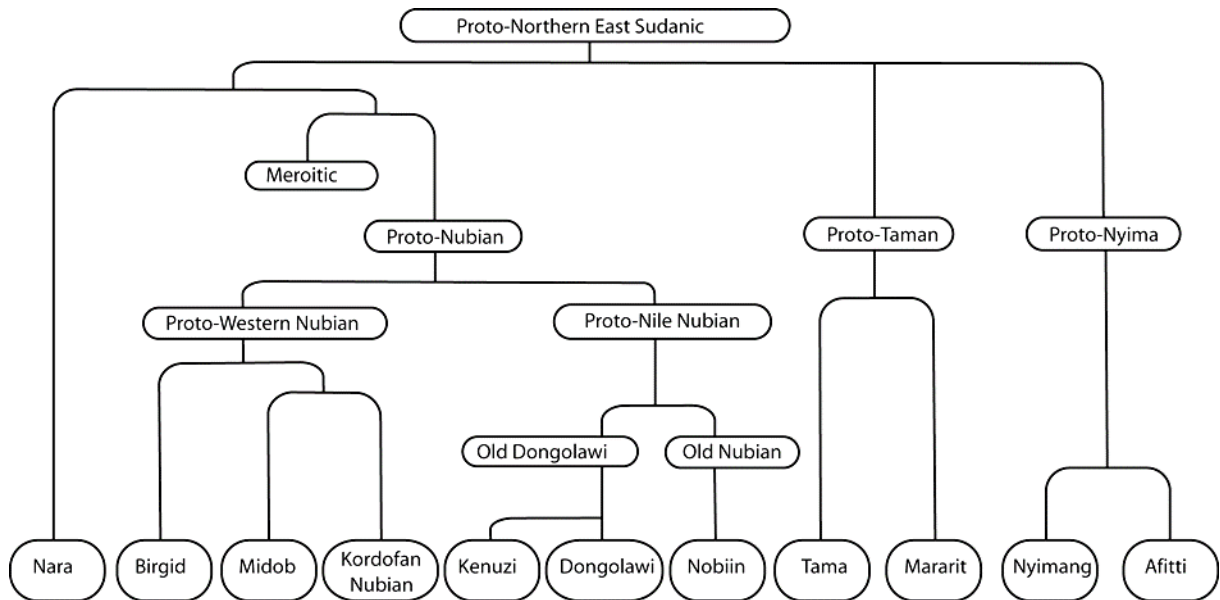 Proto-Northern East Sudanic
Meroitic
Proto-Nubian
Proto-Taman
Proto-Nyima
Proto-Western Nubian
Proto-Nile Nubian
Old Dongolawi
Old Nubian
Nara
Birgid
Midob
Kordofan
Nubian
Kenuzi
Dongolawi
Nobiin
Tama
Mararit
Nyimang
Afitti